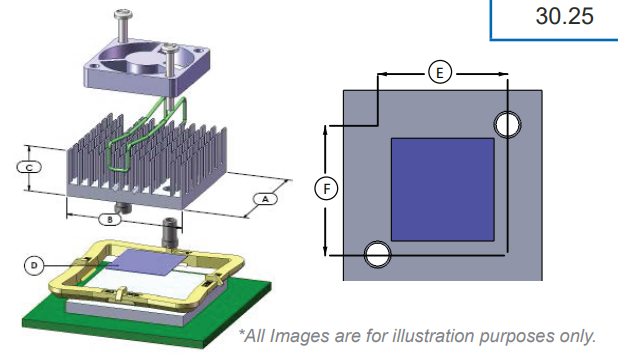 30.25
E
C
A
F
B
D
*All Images are for illustration purposes only.